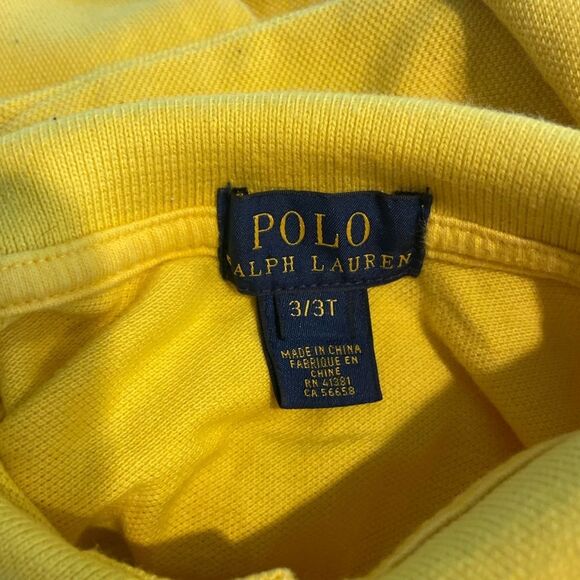 POLO
RALPH LAUREN
3/3T
MADE IN CHINA
FABRIQUE EN
CHINE
RN 41381
CA 56658